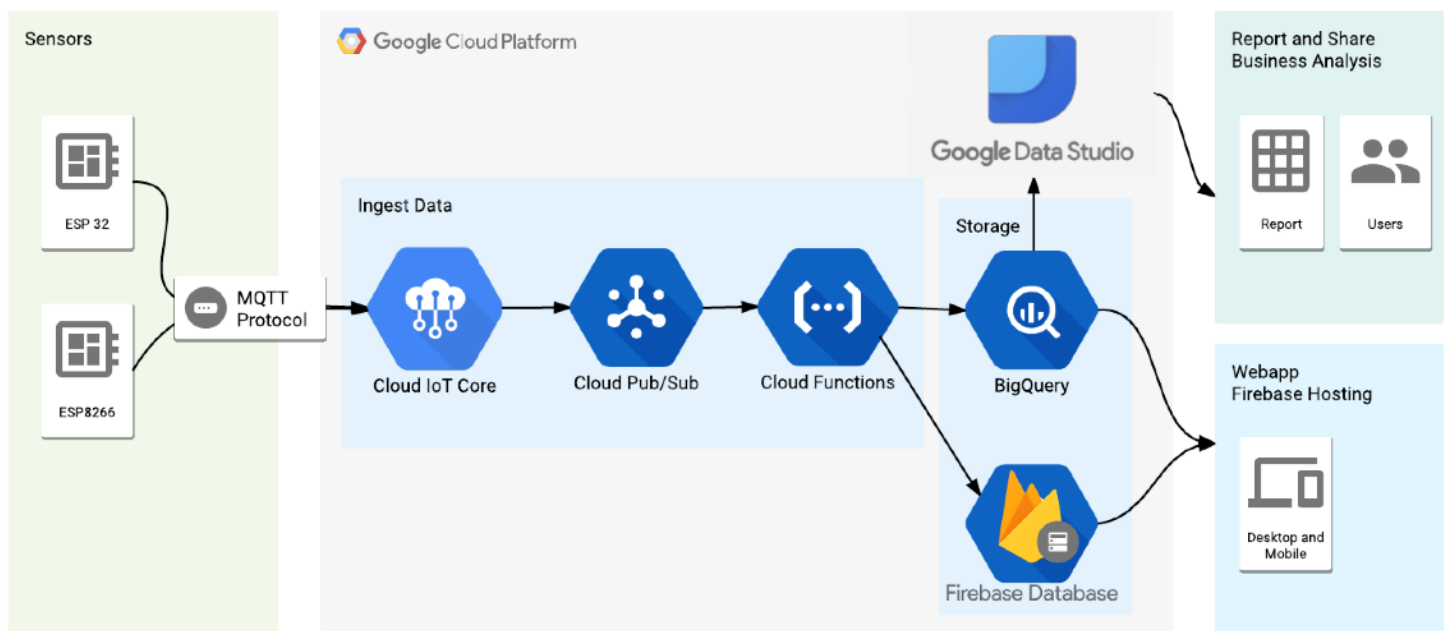 Sensors
ESP 32
ESP8266
MQTT
Protocol
Google Cloud Platform
Ingest Data
Cloud IoT Core
Cloud Pub/Sub
Cloud Functions
Google Data Studio
Storage
BigQuery
Firebase Database
Report and Share
Business Analysis
Report
Users
Webapp
Firebase Hosting
Desktop and
Mobile